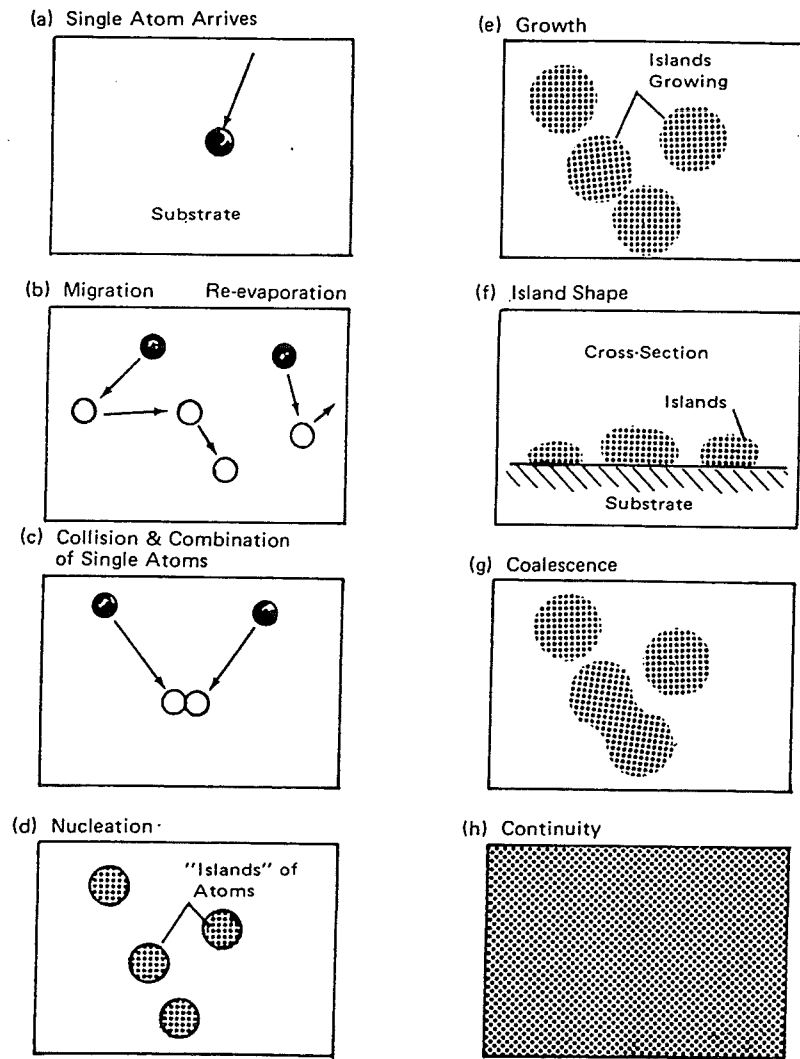 (a) Single Atom Arrives
Substrate
(b) Migration Re-evaporation
(c) Collision & Combination
of Single Atoms
(d) Nucleation
"Islands" of
Atoms
(e) Growth
Islands
Growing
(f) Island Shape
Cross-Section
Islands
Substrate
(g) Coalescence
(h) Continuity